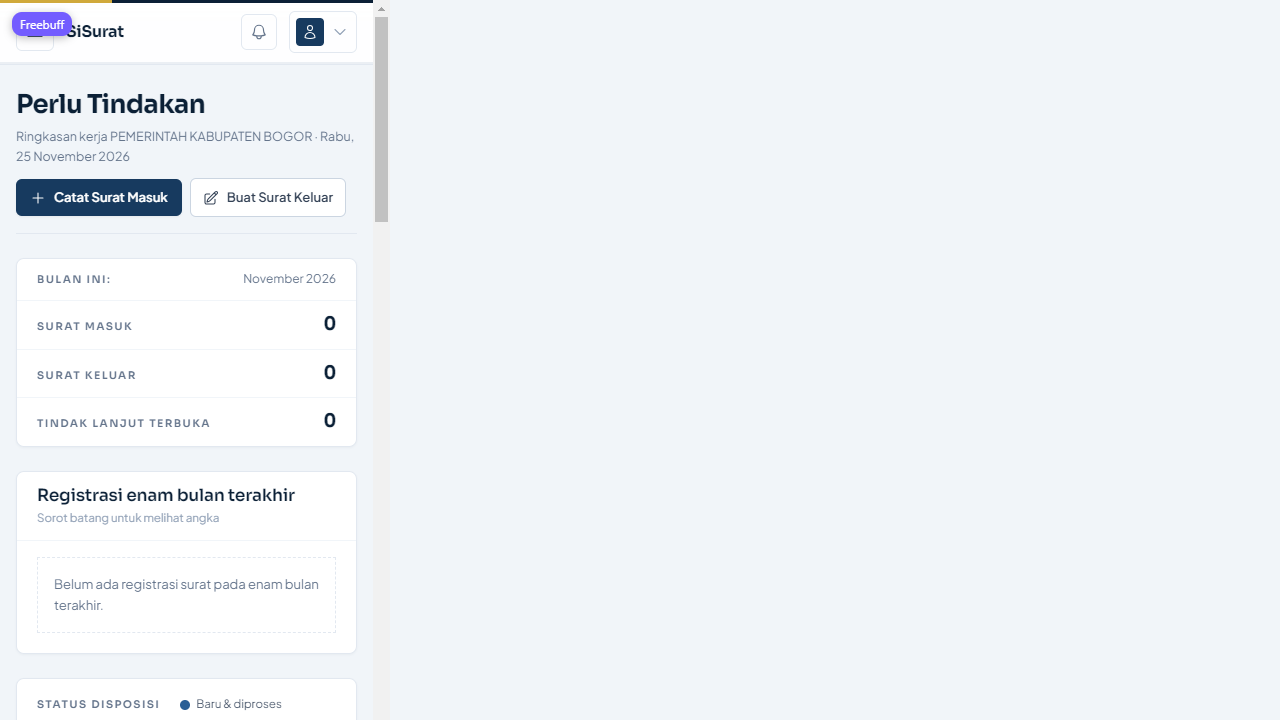 Freebuff
SiSurat
Perlu Tindakan
Ringkasan kerja PEMERINTAH KABUPATEN BOGOR · Rabu,
25 November 2026
Catat Surat Masuk
Buat Surat Keluar
BULAN INI:
November 2026
SURAT MASUK
0
SURAT KELUAR
0
TINDAK LANJUT TERBUKA
0
Registrasi enam bulan terakhir
Sorot batang untuk melihat angka
Belum ada registrasi surat pada enam bulan
terakhir.
STATUS DISPOSISI
Baru & diproses